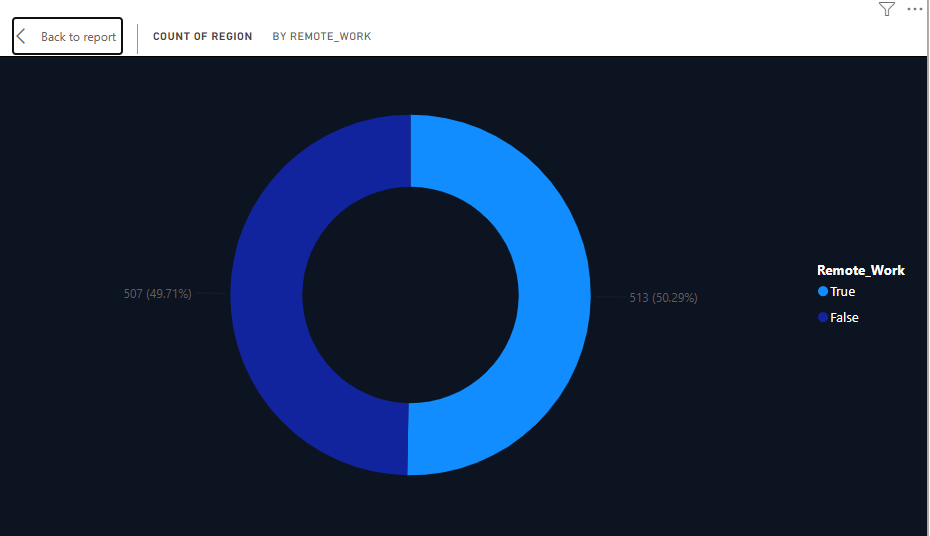 Back to report
COUNT OF REGION BY REMOTE_WORK
507 (49.71%)
513 (50.29%)
Remote_Work
True
False